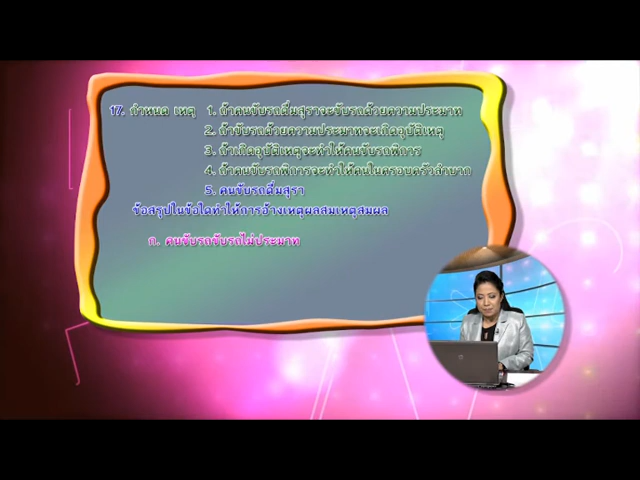 17. กำหนด เหตุ 1. ถ้าคนขับรถดื่มสุราจะขับรถด้วยความประมาท
2. ถ้าขับรถด้วยความประมาทจะเกิดอุบัติเหตุ
3. ถ้าเกิดอุบัติเหตุจะทำให้คนขับรถพิการ
4. ถ้าคนขับรถพิการจะทำให้คนในครอบครัวลำบาก
5. คนขับรถดื่มสุรา
ข้อสรุปในข้อใดทำให้การอ้างเหตุผลสมเหตุสมผล
ก. คนขับรถขับรถไม่ประมาท